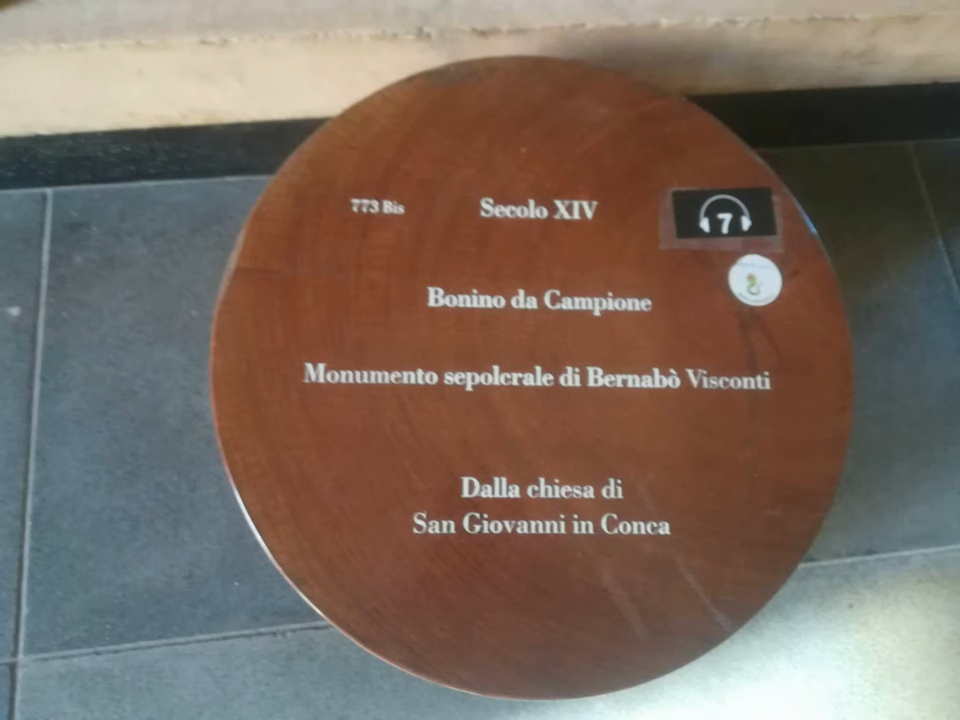 773 Bis Secolo XIV 7
Bonino da Campione
Monumento sepolcrale di Bernabò Visconti
Dalla chiesa di
San Giovanni in Conca